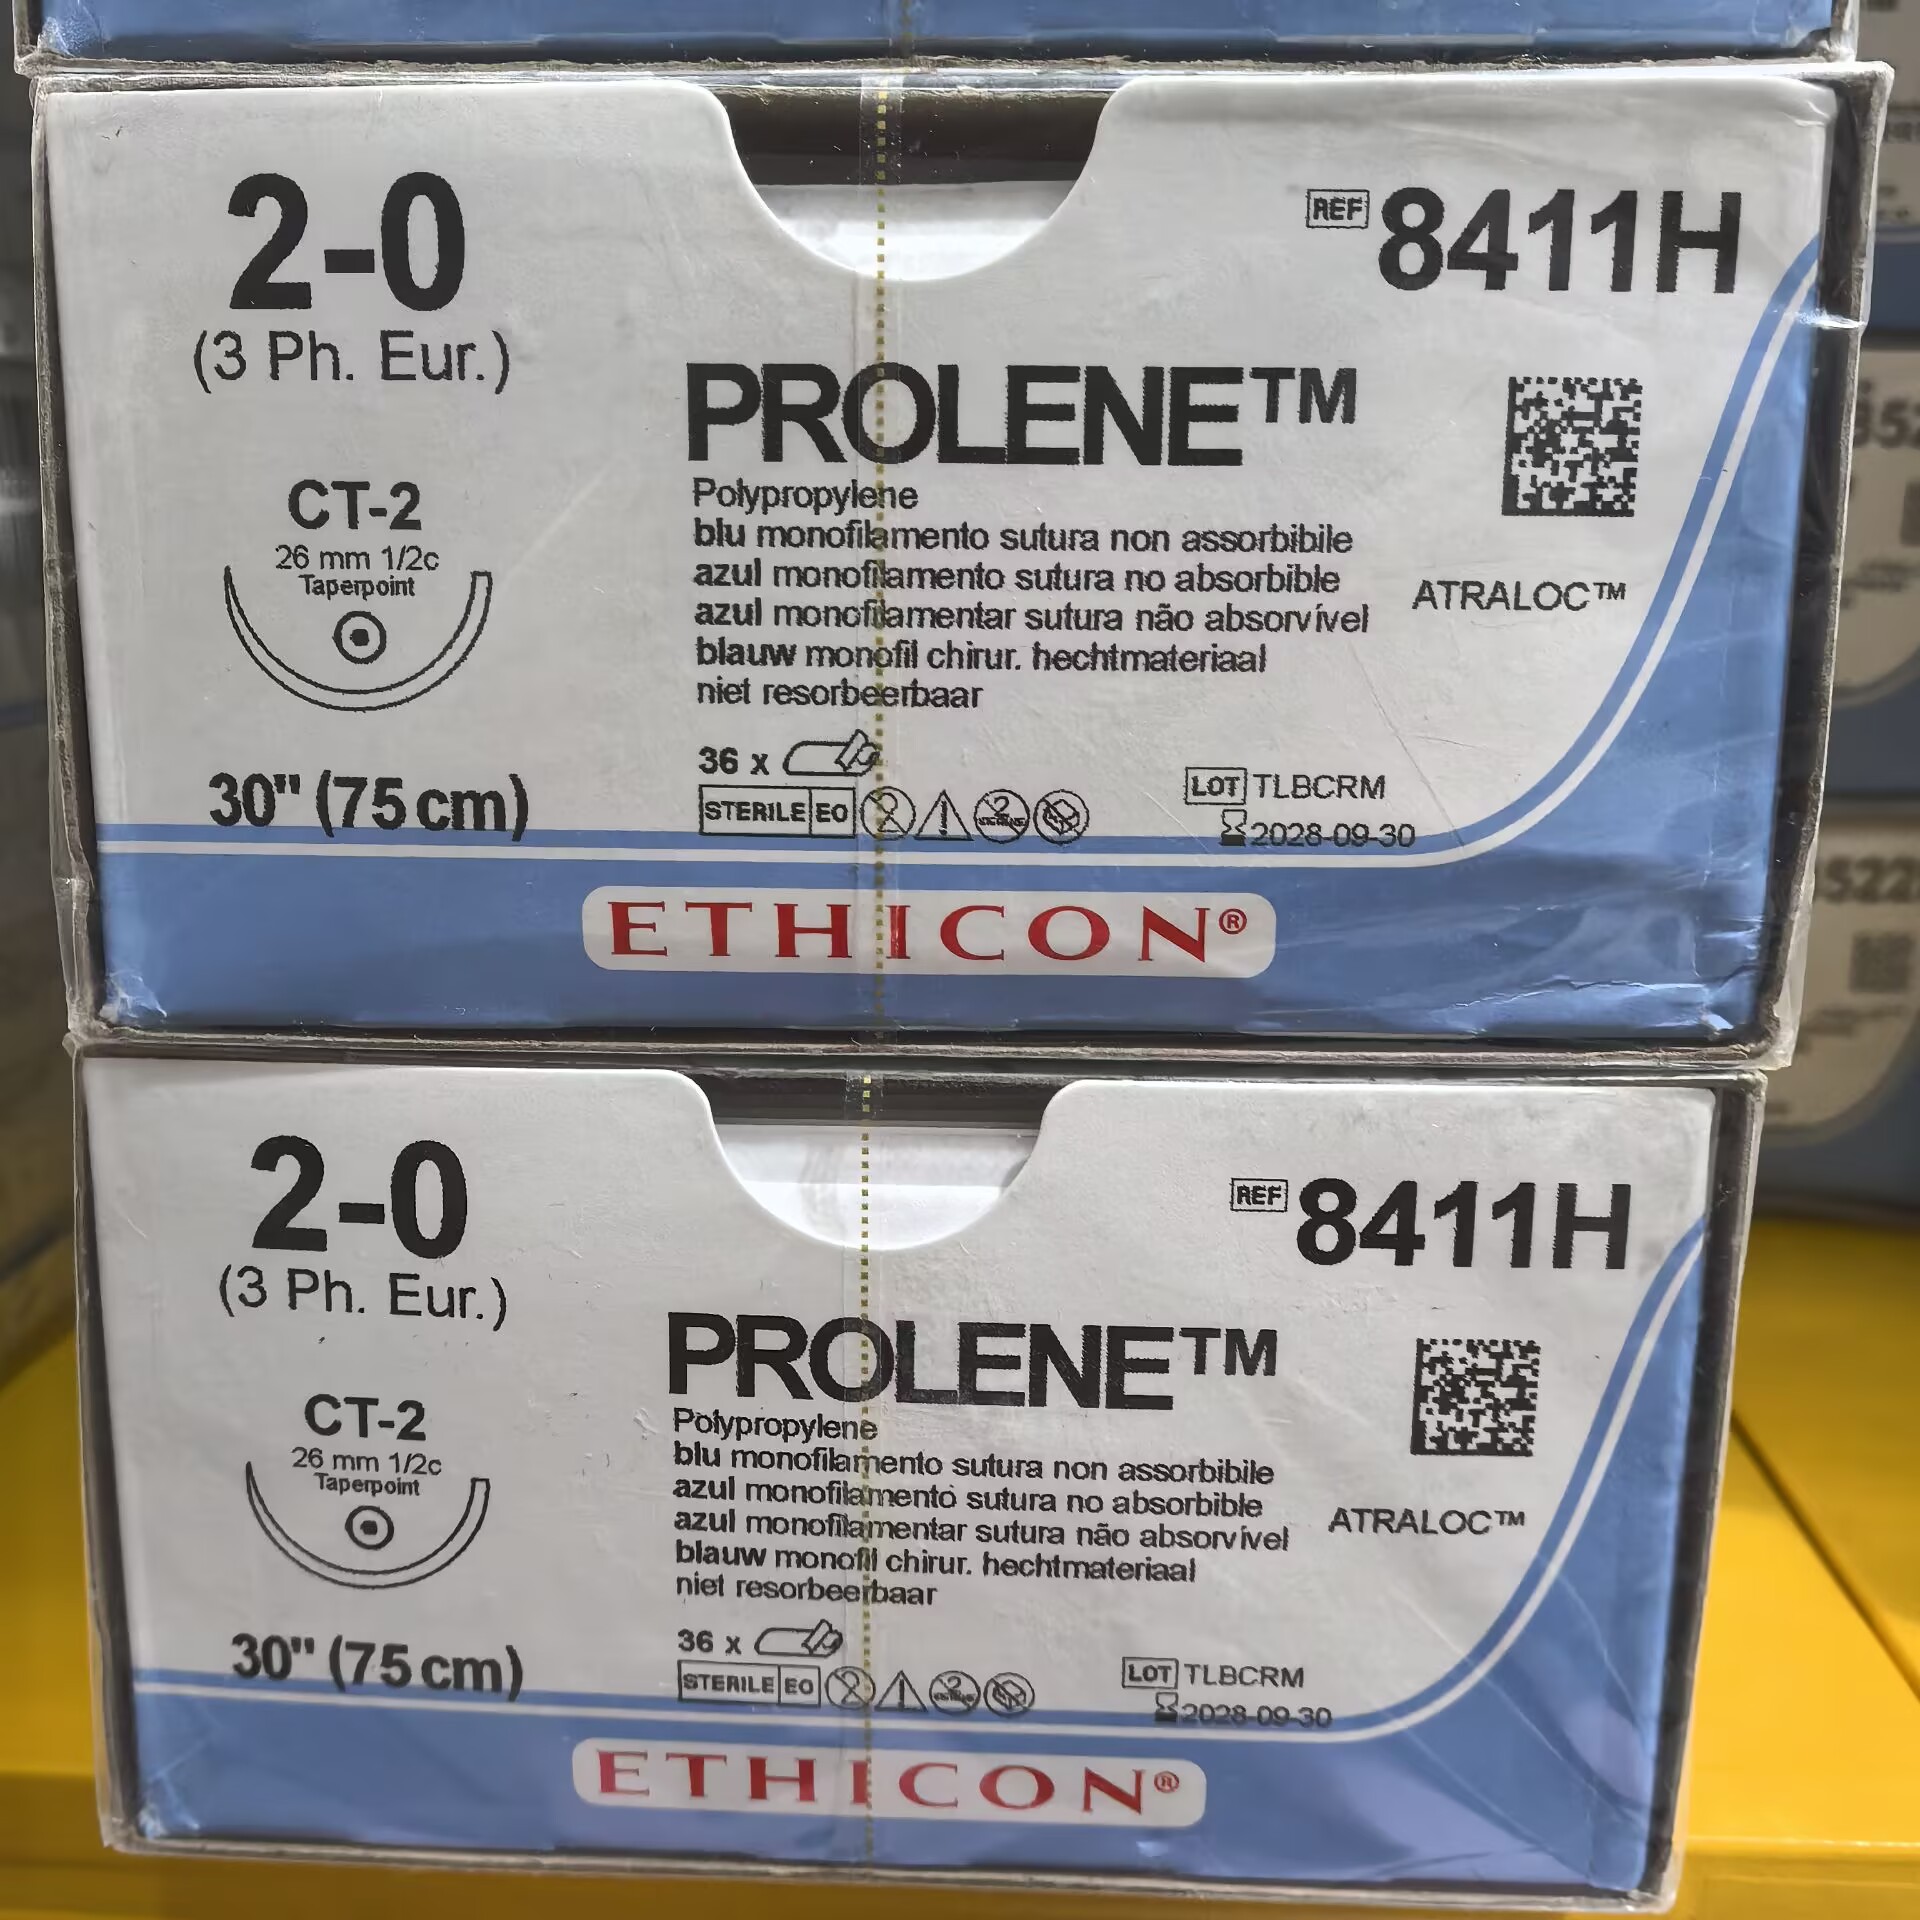 2-0
(3 Ph. Eur.)
REF 8411H
PROLENE™
Polypropylene
blu monofilamento sutura non assorbibile
azul monofilamento sutura no absorbible
azul monofilamentar sutura não absorvível
blauw monofil chirur. hechtmateriaal
niet resorbeerbaar
CT-2
26 mm 1/2c
Taperpoint
ATRALOC™
30" (75 cm)
36 x
STERILE EO
2
LOT TLBCRM
2028-09-30
ETHICON®
2-0
(3 Ph. Eur.)
REF 8411H
PROLENE™
Polypropylene
blu monofilamento sutura non assorbibile
azul monofilamento sutura no absorbible
azul monofilamentar sutura não absorvível
blauw monofil chirur. hechtmateriaal
niet resorbeerbaar
CT-2
26 mm 1/2c
Taperpoint
ATRALOC™
30" (75 cm)
36 x
STERILE EO
2
LOT TLBCRM
2028-09-30
ETHICON®